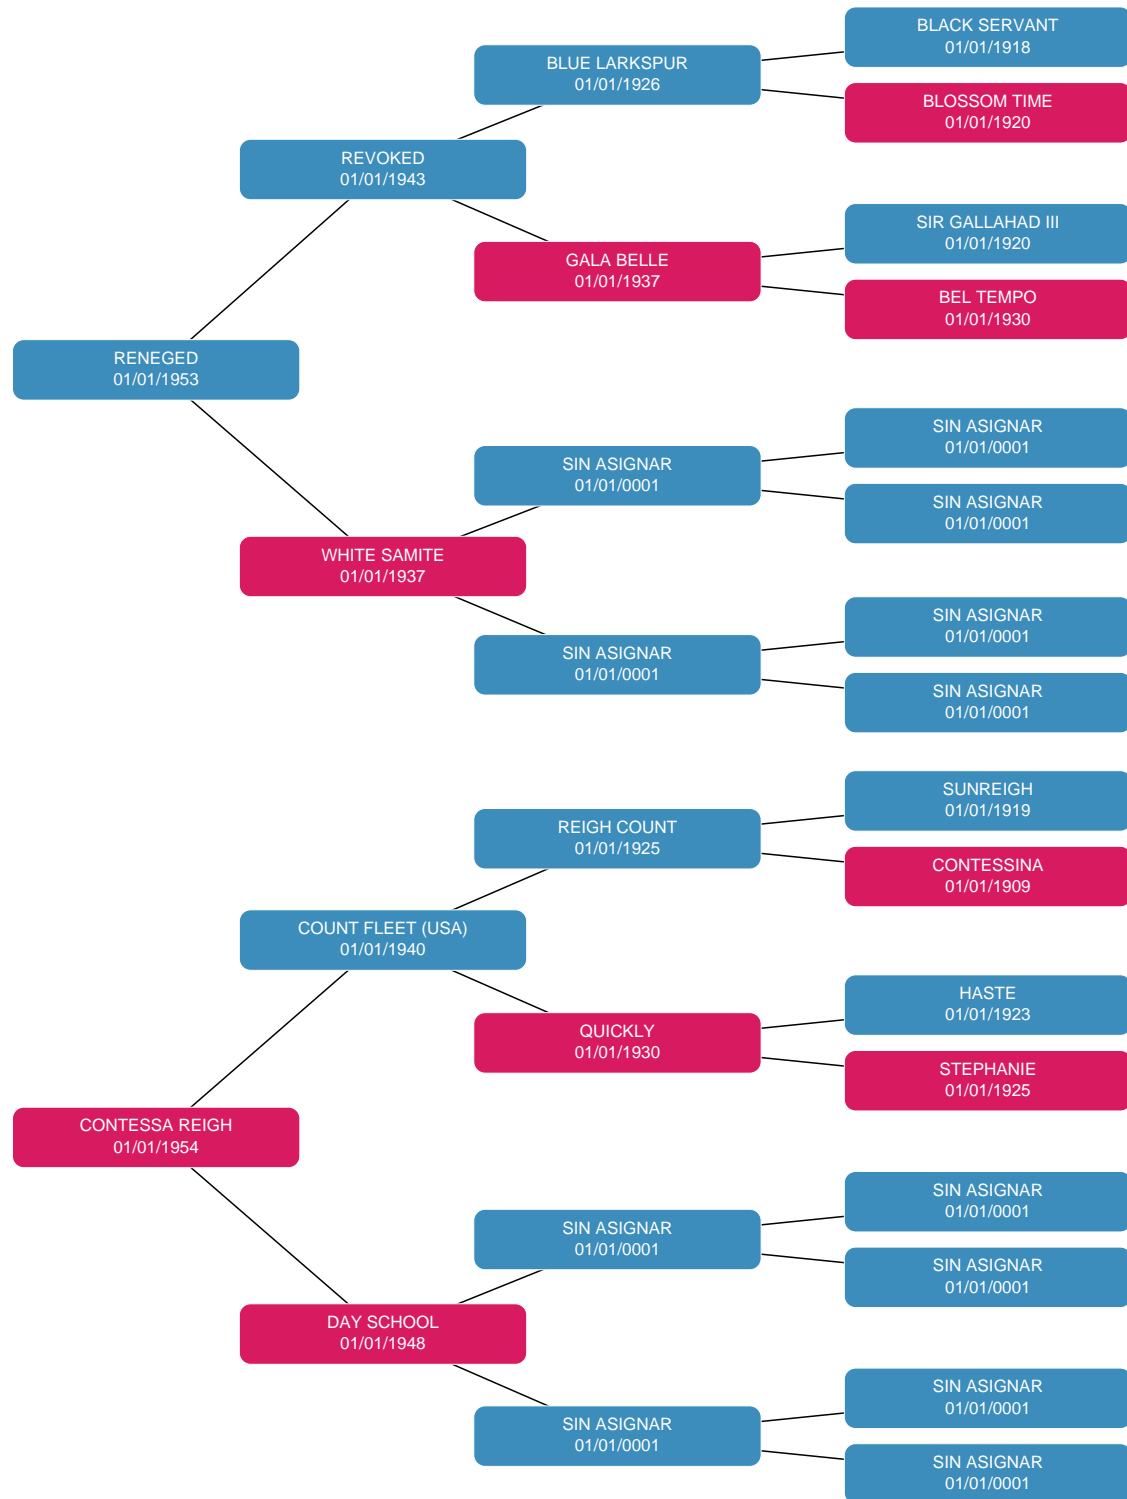 BLACK SERVANT
01/01/1918
BLUE LARKSPUR
01/01/1926
BLOSSOM TIME
01/01/1920
REVOKED
01/01/1943
SIR GALLAHAD III
01/01/1920
GALA BELLE
01/01/1937
BEL TEMPO
01/01/1930
RENEGED
01/01/1953
SIN ASIGNAR
01/01/0001
SIN ASIGNAR
01/01/0001
SIN ASIGNAR
01/01/0001
WHITE SAMITE
01/01/1937
SIN ASIGNAR
01/01/0001
SIN ASIGNAR
01/01/0001
SIN ASIGNAR
01/01/0001
SUNREIGH
01/01/1919
REIGH COUNT
01/01/1925
CONTESSINA
01/01/1909
COUNT FLEET (USA)
01/01/1940
HASTE
01/01/1923
QUICKLY
01/01/1930
STEPHANIE
01/01/1925
CONTESSA REIGH
01/01/1954
SIN ASIGNAR
01/01/0001
SIN ASIGNAR
01/01/0001
SIN ASIGNAR
01/01/0001
DAY SCHOOL
01/01/1948
SIN ASIGNAR
01/01/0001
SIN ASIGNAR
01/01/0001
SIN ASIGNAR
01/01/0001